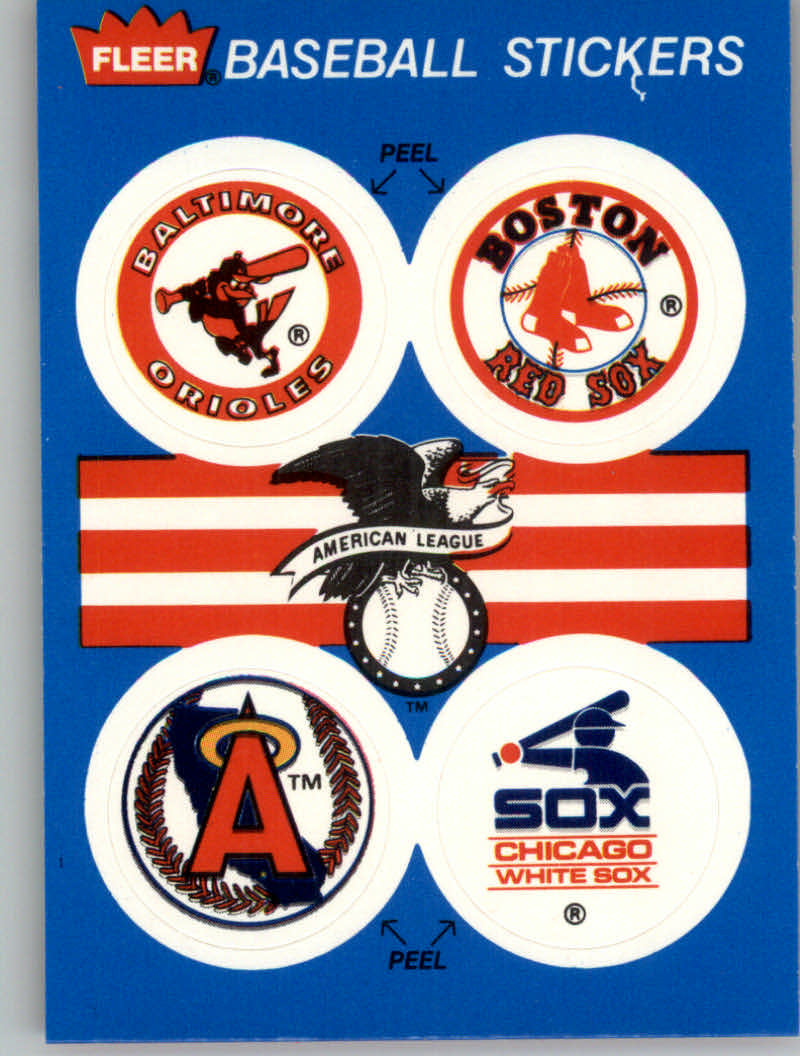 FLEER® BASEBALL STICKERS
PEEL
BALTIMORE
ORIOLES
®
BOSTON
RED SOX
®
AMERICAN LEAGUE
TM
A
TM
SOX
CHICAGO
WHITE SOX
®
PEEL